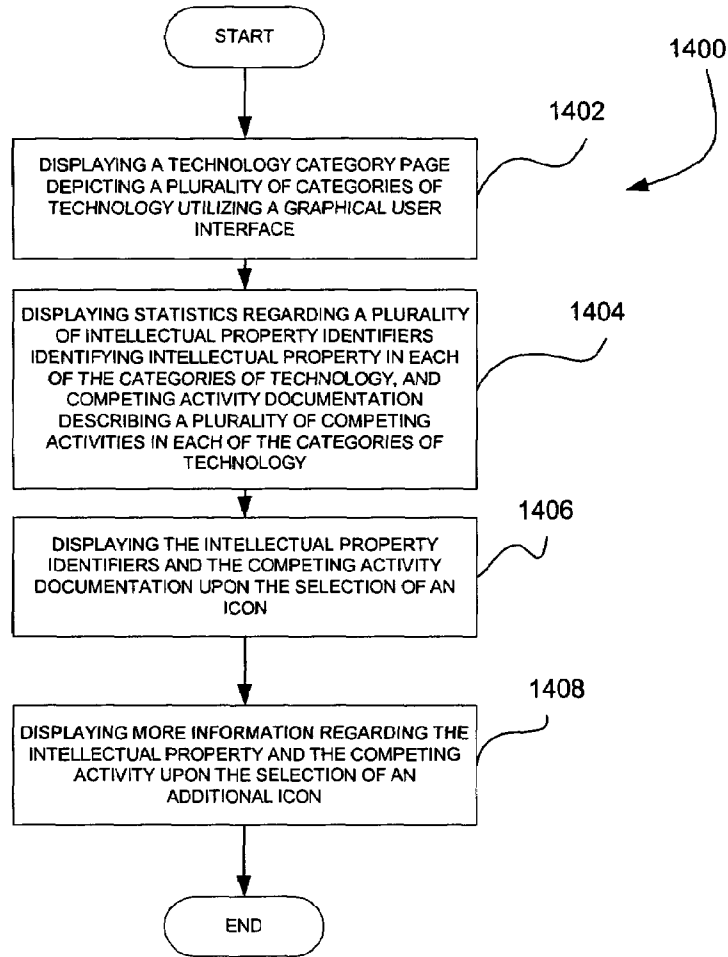 START
1400
1402
DISPLAYING A TECHNOLOGY CATEGORY PAGE
DEPICTING A PLURALITY OF CATEGORIES OF
TECHNOLOGY UTILIZING A GRAPHICAL USER
INTERFACE
1404
DISPLAYING STATISTICS REGARDING A PLURALITY
OF INTELLECTUAL PROPERTY IDENTIFIERS
IDENTIFYING INTELLECTUAL PROPERTY IN EACH
OF THE CATEGORIES OF TECHNOLOGY, AND
COMPETING ACTIVITY DOCUMENTATION
DESCRIBING A PLURALITY OF COMPETING
ACTIVITIES IN EACH OF THE CATEGORIES OF
TECHNOLOGY
1406
DISPLAYING THE INTELLECTUAL PROPERTY
IDENTIFIERS AND THE COMPETING ACTIVITY
DOCUMENTATION UPON THE SELECTION OF AN
ICON
1408
DISPLAYING MORE INFORMATION REGARDING THE
INTELLECTUAL PROPERTY AND THE COMPETING
ACTIVITY UPON THE SELECTION OF AN
ADDITIONAL ICON
END